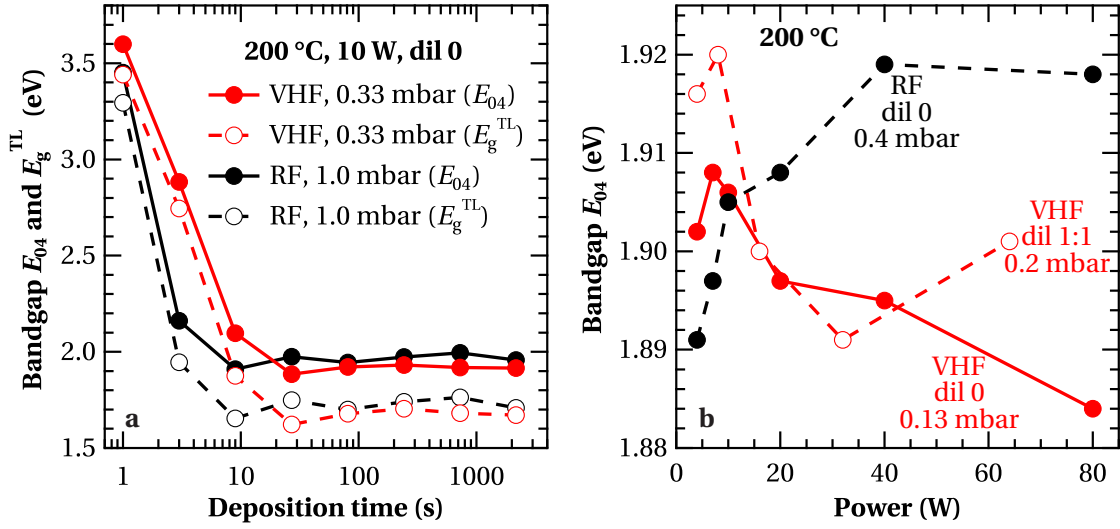 200 °C, 10 W, dil 0
VHF, 0.33 mbar (E₀₄)
VHF, 0.33 mbar (E_g^TL)
RF, 1.0 mbar (E₀₄)
RF, 1.0 mbar (E_g^TL)
Bandgap E₀₄ and E_g^TL (eV)
3.5
3.0
2.5
2.0
1.5
a
1
10
100
1000
Deposition time (s)
200 °C
RF
dil 0
0.4 mbar
VHF
dil 1:1
0.2 mbar
VHF
dil 0
0.13 mbar
Bandgap E₀₄ (eV)
1.92
1.91
1.90
1.89
1.88
b
0
20
40
60
80
Power (W)